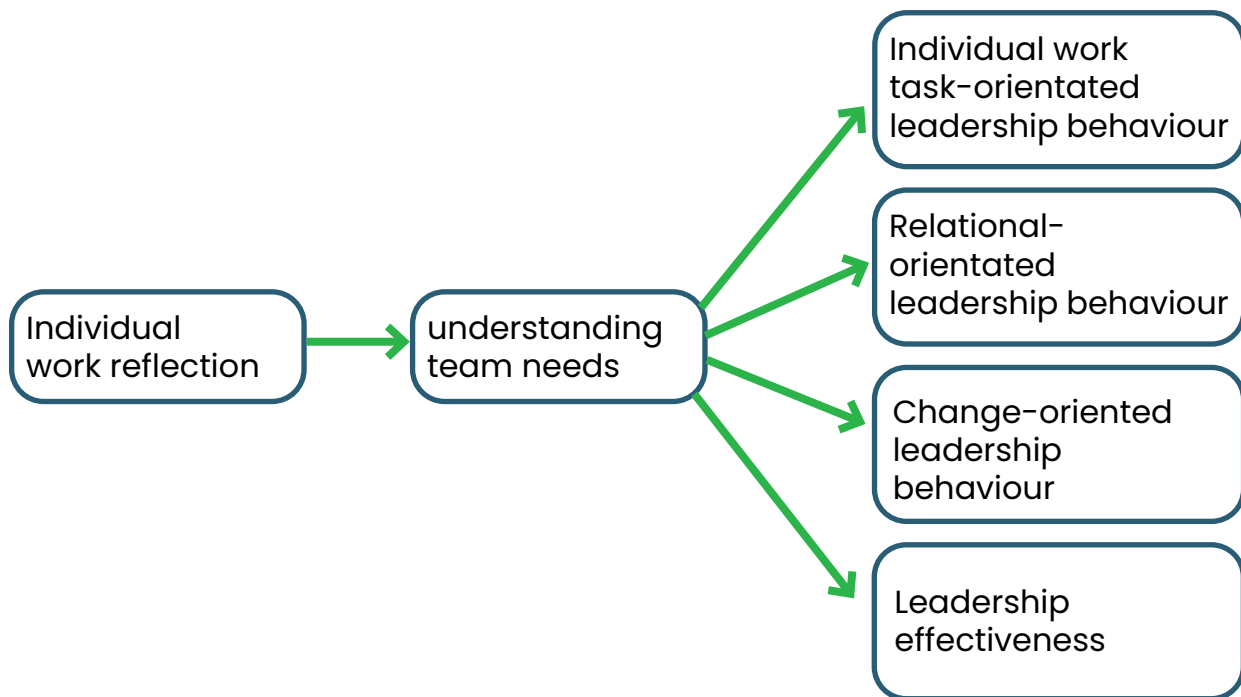 Individual
work reflection
understanding
team needs
Individual work
task-orientated
leadership behaviour
Relational-
orientated
leadership behaviour
Change-oriented
leadership
behaviour
Leadership
effectiveness